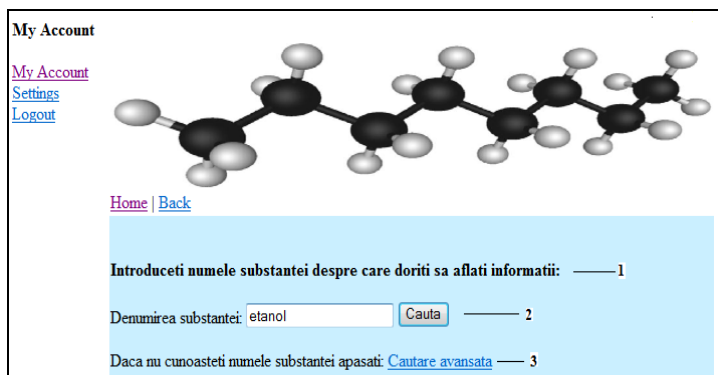 My Account
My Account
Settings
Logout
Home | Back
Introduceti numele substantei despre care doriti sa aflati informatii: 1
Denumirea substantei: etanol Cauta 2
Daca nu cunoasteti numele substantei apasati: Cautare avansata 3